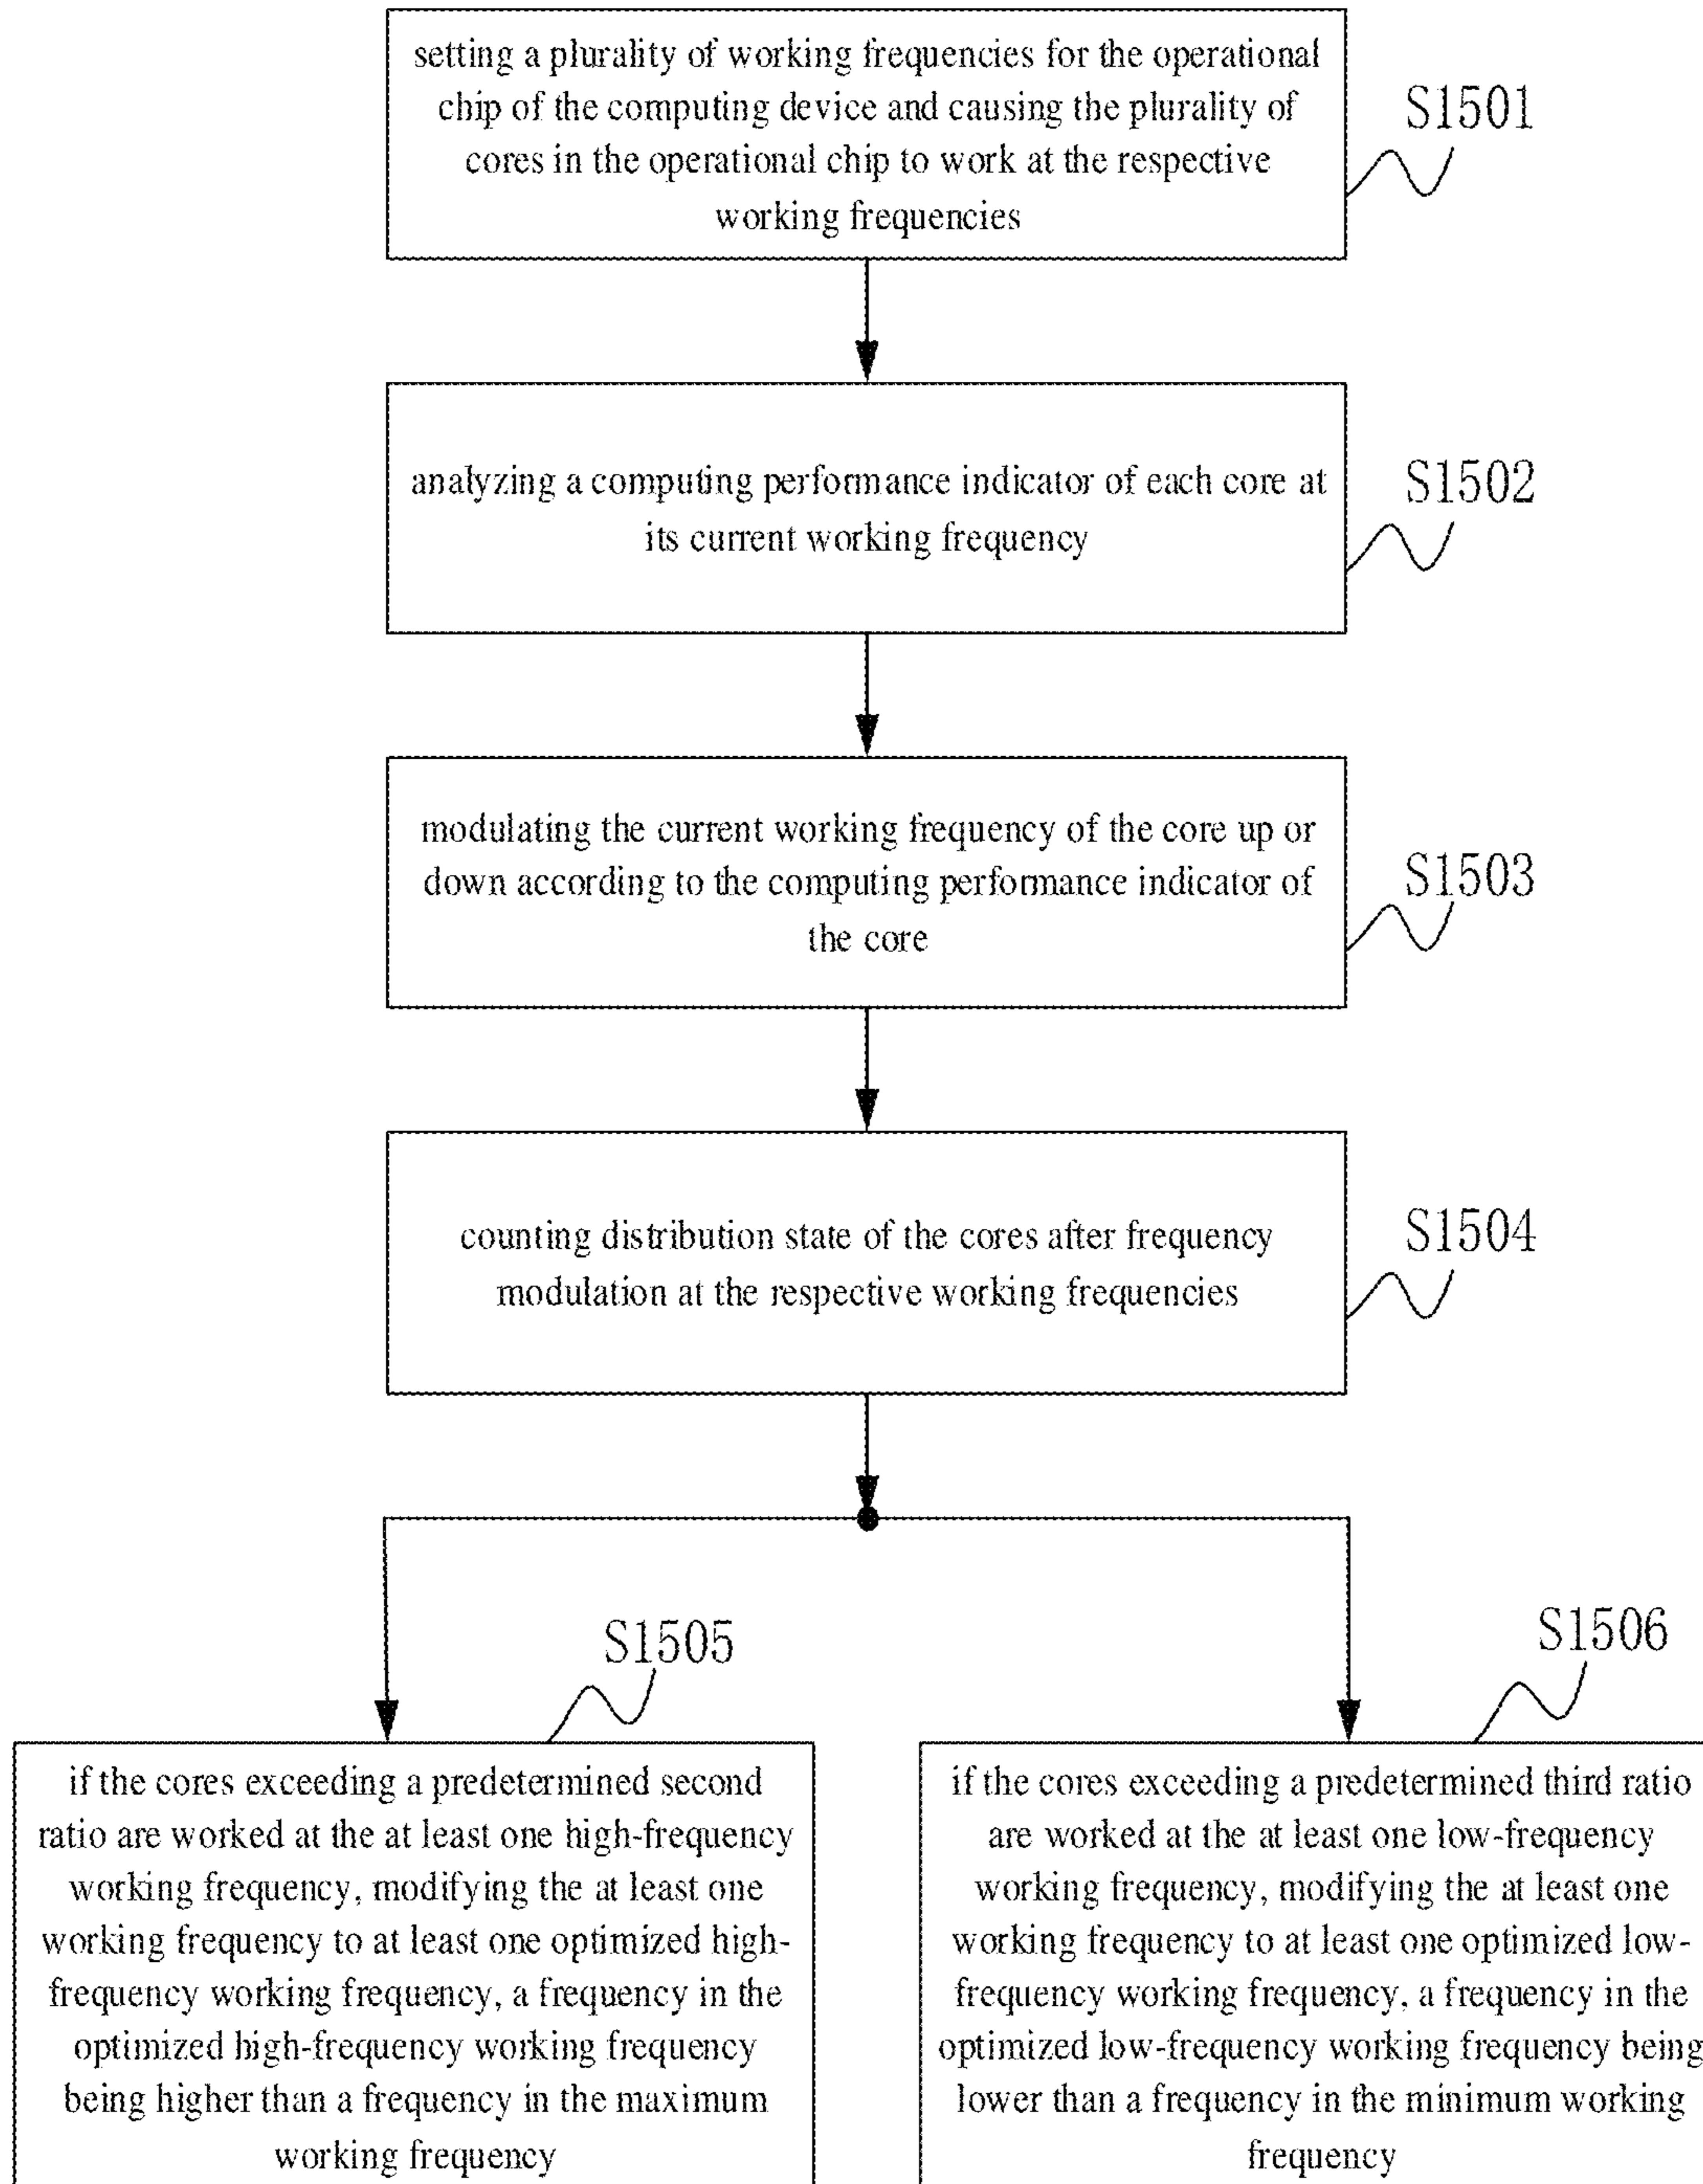 setting a plurality of working frequencies for the operational
chip of the computing device and causing the plurality of
cores in the operational chip to work at the respective
working frequencies
S1501
analyzing a computing performance indicator of each core at
its current working frequency
S1502
modulating the current working frequency of the core up or
down according to the computing performance indicator of
the core
S1503
counting distribution state of the cores after frequency
modulation at the respective working frequencies
S1504
S1505
if the cores exceeding a predetermined second
ratio are worked at the at least one high-frequency
working frequency, modifying the at least one
working frequency to at least one optimized high-
frequency working frequency, a frequency in the
optimized high-frequency working frequency
being higher than a frequency in the maximum
working frequency
S1506
if the cores exceeding a predetermined third ratio
are worked at the at least one low-frequency
working frequency, modifying the at least one
working frequency to at least one optimized low-
frequency working frequency, a frequency in the
optimized low-frequency working frequency being
lower than a frequency in the minimum working
frequency